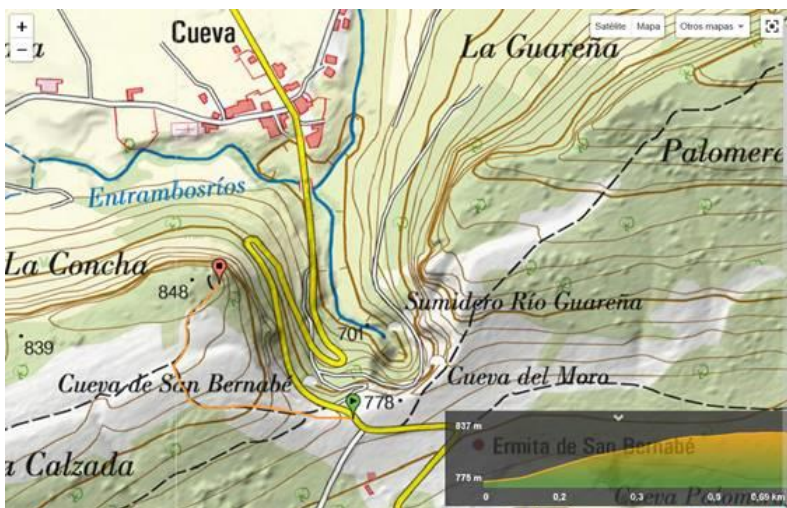 +
−
Cueva
Satélite
Mapa
Otros mapas
La Guareña
Palomera
Entrambosríos
La Concha
848
839
Sumidero Río Guareña
701
Cueva de San Bernabé
Cueva del Moro
778
a Calzada
837 m
Ermita de San Bernabé
775 m
Cueva Palomera
0
0,2
0,3
0,5
0,69 km